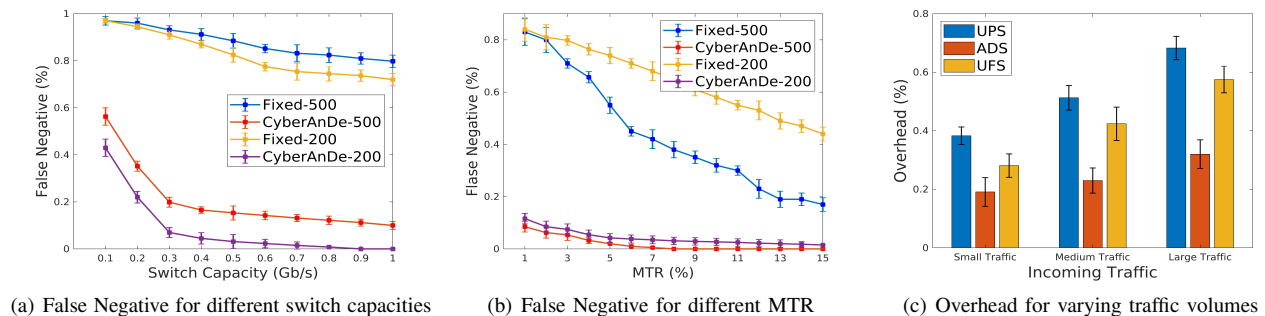 False Negative (%)
1
0.8
0.6
0.4
0.2
0
Fixed-500
CyberAnDe-500
Fixed-200
CyberAnDe-200
0.1 0.2 0.3 0.4 0.5 0.6 0.7 0.8 0.9 1
Switch Capacity (Gb/s)
(a) False Negative for different switch capacities
Flase Negative (%)
0.8
0.6
0.4
0.2
0
Fixed-500
CyberAnDe-500
Fixed-200
CyberAnDe-200
1 3 5 7 9 11 13 15
MTR (%)
(b) False Negative for different MTR
Overhead (%)
0.8
0.6
0.4
0.2
0
UPS
ADS
UFS
Small Traffic Medium Traffic Large Traffic
Incoming Traffic
(c) Overhead for varying traffic volumes